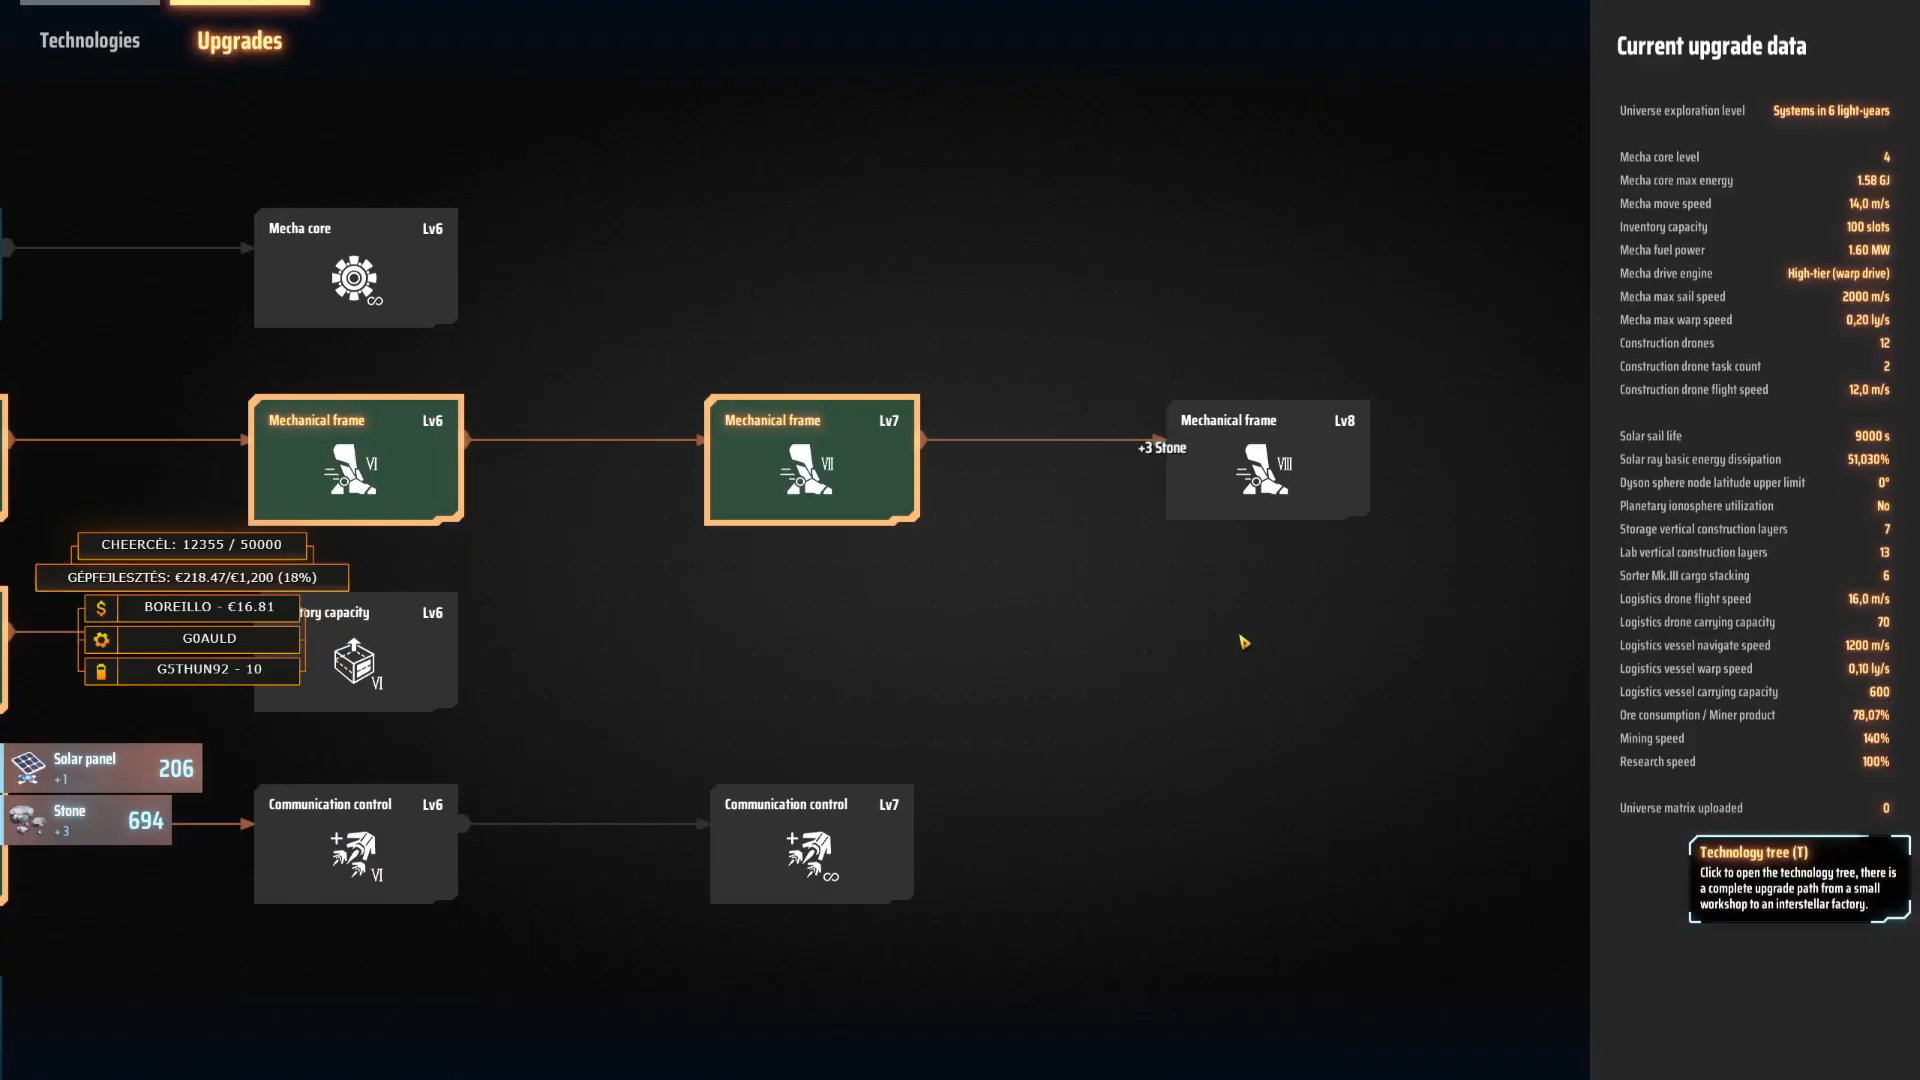 Technologies
Upgrades
Mecha core Lv6
∞
Mechanical frame Lv6
VI
Mechanical frame Lv7
VII
+3 Stone
Mechanical frame Lv8
VIII
CHEERCÉL: 12355 / 50000
GÉPFEJLESZTÉS: €218.47/€1,200 (18%)
$ BOREILLO - €16.81
G0AULD
G5THUN92 - 10
tory capacity Lv6
VI
Solar panel
+1
206
Stone
+3
694
Communication control Lv6
VI
Communication control Lv7
∞
Current upgrade data
Universe exploration level Systems in 6 light-years
Mecha core level 4
Mecha core max energy 1.58 GJ
Mecha move speed 14,0 m/s
Inventory capacity 100 slots
Mecha fuel power 1.60 MW
Mecha drive engine High-tier (warp drive)
Mecha max sail speed 2000 m/s
Mecha max warp speed 0,20 ly/s
Construction drones 12
Construction drone task count 2
Construction drone flight speed 12,0 m/s
Solar sail life 9000 s
Solar ray basic energy dissipation 51,030%
Dyson sphere node latitude upper limit 0°
Planetary ionosphere utilization No
Storage vertical construction layers 7
Lab vertical construction layers 13
Sorter Mk.III cargo stacking 6
Logistics drone flight speed 16,0 m/s
Logistics drone carrying capacity 70
Logistics vessel navigate speed 1200 m/s
Logistics vessel warp speed 0,10 ly/s
Logistics vessel carrying capacity 600
Ore consumption / Miner product 78,07%
Mining speed 140%
Research speed 100%
Universe matrix uploaded 0
Technology tree (T)
Click to open the technology tree, there is
a complete upgrade path from a small
workshop to an interstellar factory.